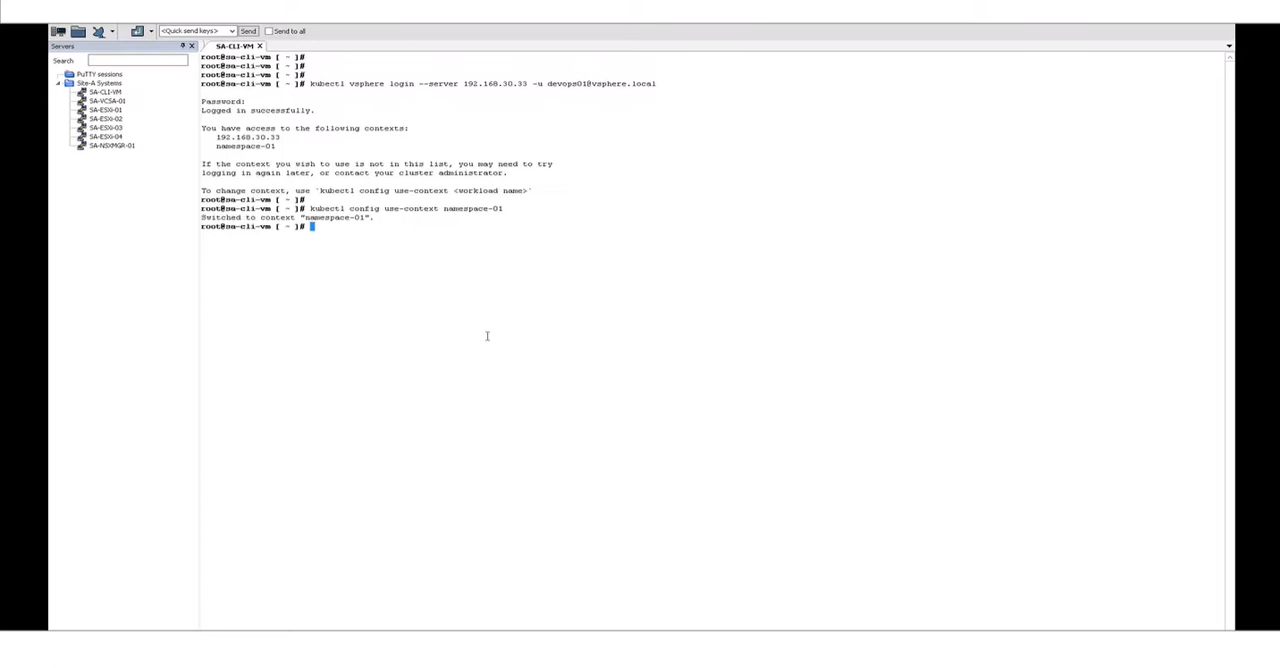 <Quick send keys> Send Send to all
Servers
SA-CLI-VM X
Search
PuTTY sessions
Site-A Systems
SA-CLI-VM
SA-VCSA-01
SA-ESXi-01
SA-ESXi-02
SA-ESXi-03
SA-ESXi-04
SA-NSXMGR-01
root@sa-cli-vm [ ~ ]#
root@sa-cli-vm [ ~ ]#
root@sa-cli-vm [ ~ ]#
root@sa-cli-vm [ ~ ]# kubectl vsphere login --server 192.168.30.33 -u devops01@vsphere.local
Password:
Logged in successfully.
You have access to the following contexts:
192.168.30.33
namespace-01
If the context you wish to use is not in this list, you may need to try
logging in again later, or contact your cluster administrator.
To change context, use `kubectl config use-context <workload name>`
root@sa-cli-vm [ ~ ]#
root@sa-cli-vm [ ~ ]# kubectl config use-context namespace-01
Switched to context "namespace-01".
root@sa-cli-vm [ ~ ]#